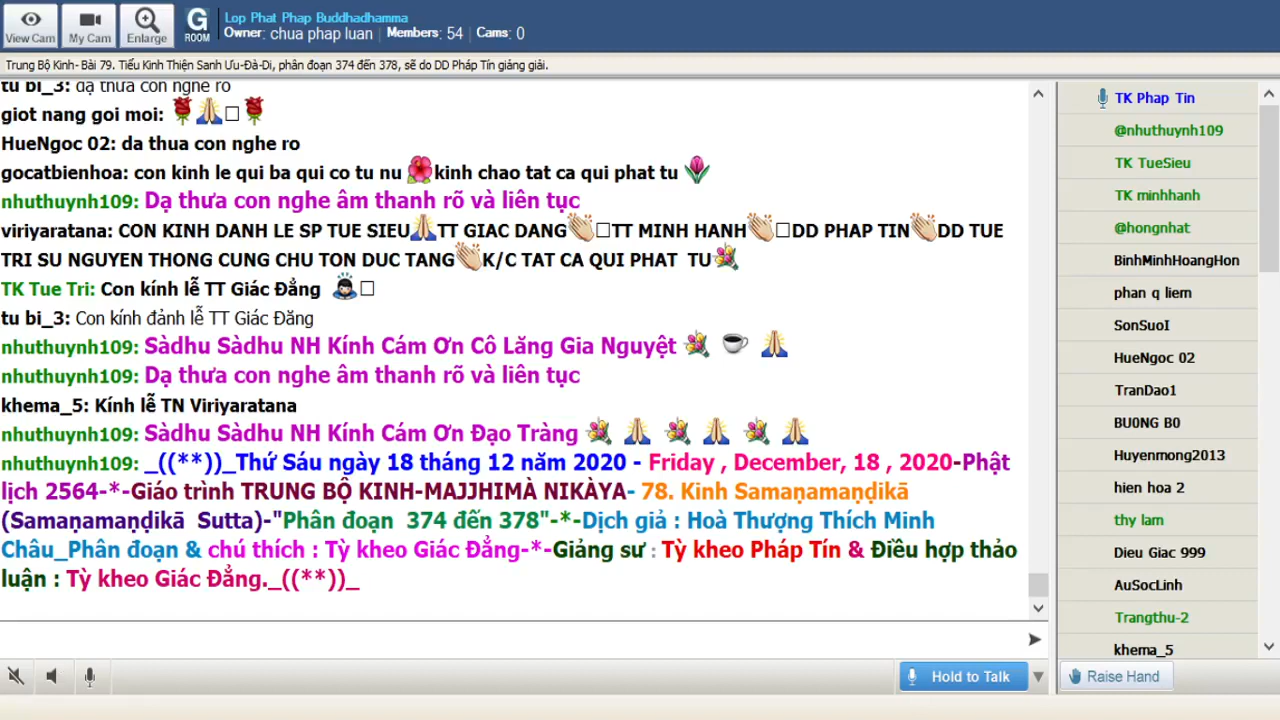 View Cam
My Cam
Enlarge
G
ROOM
Lop Phat Phap Buddhadhamma
Owner: chua phap luan | Members: 54 | Cams: 0
Trung Bộ Kinh- Bài 79. Tiểu Kinh Thiện Sanh Ưu-Đà-Di, phân đoạn 374 đến 378, sẽ do DD Pháp Tín giảng giải.
tu bi_3: dạ thưa con nghe rõ
giot nang goi moi: 🌹🙏🌹
HueNgoc 02: da thua con nghe ro
gocatbienhoa: con kinh le qui ba qui co tu nu 🌺kinh chao tat ca qui phat tu🌷
nhuthuynh109: Dạ thưa con nghe âm thanh rõ và liên tục
viriyaratana: CON KINH DANH LE SP TUE SIEU🙏TT GIAC DANG👏TT MINH HANH👏DD PHAP TIN👏DD TUE
TRI SU NGUYEN THONG CUNG CHU TON DUC TANG👏K/C TAT CA QUI PHAT TU💐
TK Tue Tri: Con kính lễ TT Giác Đẳng 🙇
tu bi_3: Con kính đảnh lễ TT Giác Đăng
nhuthuynh109: Sàdhu Sàdhu NH Kính Cám Ơn Cô Lăng Gia Nguyệt 💐 ☕ 🙏
nhuthuynh109: Dạ thưa con nghe âm thanh rõ và liên tục
khema_5: Kính lễ TN Viriyaratana
nhuthuynh109: Sàdhu Sàdhu NH Kính Cám Ơn Đạo Tràng 💐 🙏 💐 🙏 💐 🙏
nhuthuynh109: _((**))_Thứ Sáu ngày 18 tháng 12 năm 2020 - Friday , December, 18 , 2020-Phật
lịch 2564-*-Giáo trình TRUNG BỘ KINH-MAJJHIMÀ NIKÀYA- 78. Kinh Samaṇamaṇḍikā
(Samaṇamaṇḍikā Sutta)-"Phân đoạn 374 đến 378"-*-Dịch giả : Hoà Thượng Thích Minh
Châu_Phân đoạn & chú thích : Tỳ kheo Giác Đẳng-*-Giảng sư : Tỳ kheo Pháp Tín & Điều hợp thảo
luận : Tỳ kheo Giác Đẳng._((**))_
Hold to Talk
TK Phap Tin
@nhuthuynh109
TK TueSieu
TK minhhanh
@hongnhat
BinhMinhHoangHon
phan q liem
SonSuoI
HueNgoc 02
TranDao1
BU0NG B0
Huyenmong2013
hien hoa 2
thy lam
Dieu Giac 999
AuSocLinh
Trangthu-2
khema_5
Raise Hand